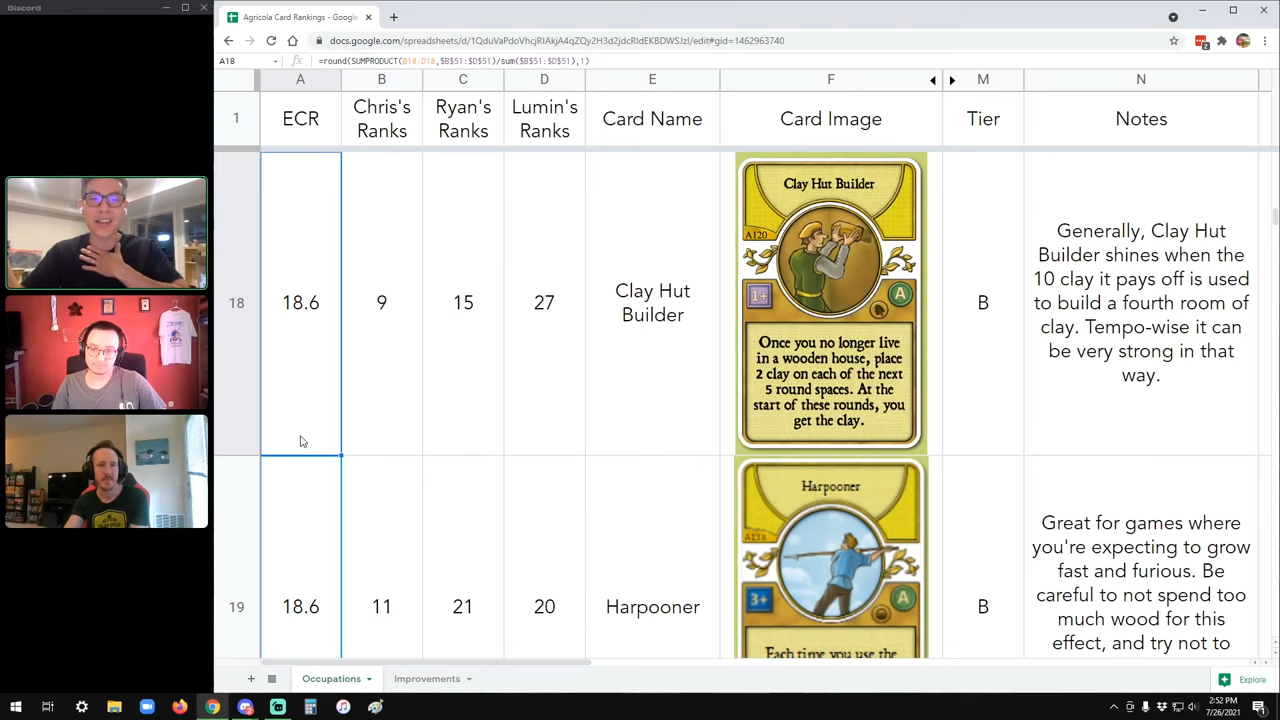 Discord
Agricola Card Rankings - Google
docs.google.com/spreadsheets/d/1QduVaPdoVhcjRlAkjA4qZQy2H3d2jdcRldEKBDWSJzI/edit#gid=1462963740
A18
fx
=round(SUMPRODUCT(B18:D18,$B$51:$D$51)/sum($B$51:$D$51),1)
A B C D E F M N
1
ECR
Chris's
Ranks
Ryan's
Ranks
Lumin's
Ranks
Card Name
Card Image
Tier
Notes
18
18.6
9
15
27
Clay Hut
Builder
Clay Hut Builder
A120
1+
A
Once you no longer live
in a wooden house, place
2 clay on each of the next
5 round spaces. At the
start of these rounds, you
get the clay.
B
Generally, Clay Hut
Builder shines when the
10 clay it pays off is used
to build a fourth room of
clay. Tempo-wise it can
be very strong in that
way.
19
18.6
11
21
20
Harpooner
Harpooner
A138
3+
A
Each time you use the
B
Great for games where
you're expecting to grow
fast and furious. Be
careful to not spend too
much wood for this
effect, and try not to
Occupations
Improvements
Explore
2:52 PM
7/26/2021